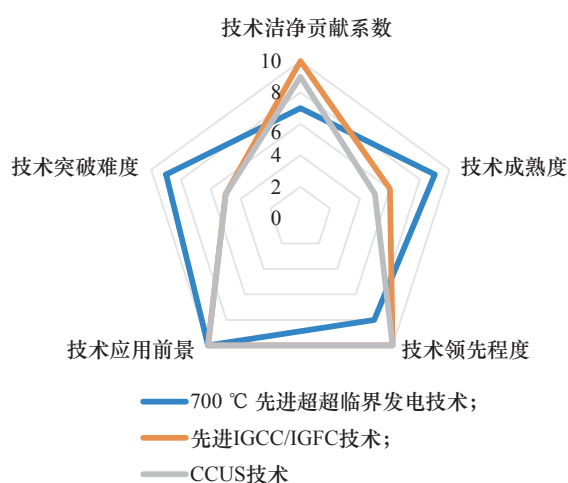 技术洁净贡献系数
10
8
6
4
2
0
技术突破难度
技术成熟度
技术应用前景
技术领先程度
700 ℃ 先进超超临界发电技术；
先进IGCC/IGFC技术；
CCUS技术